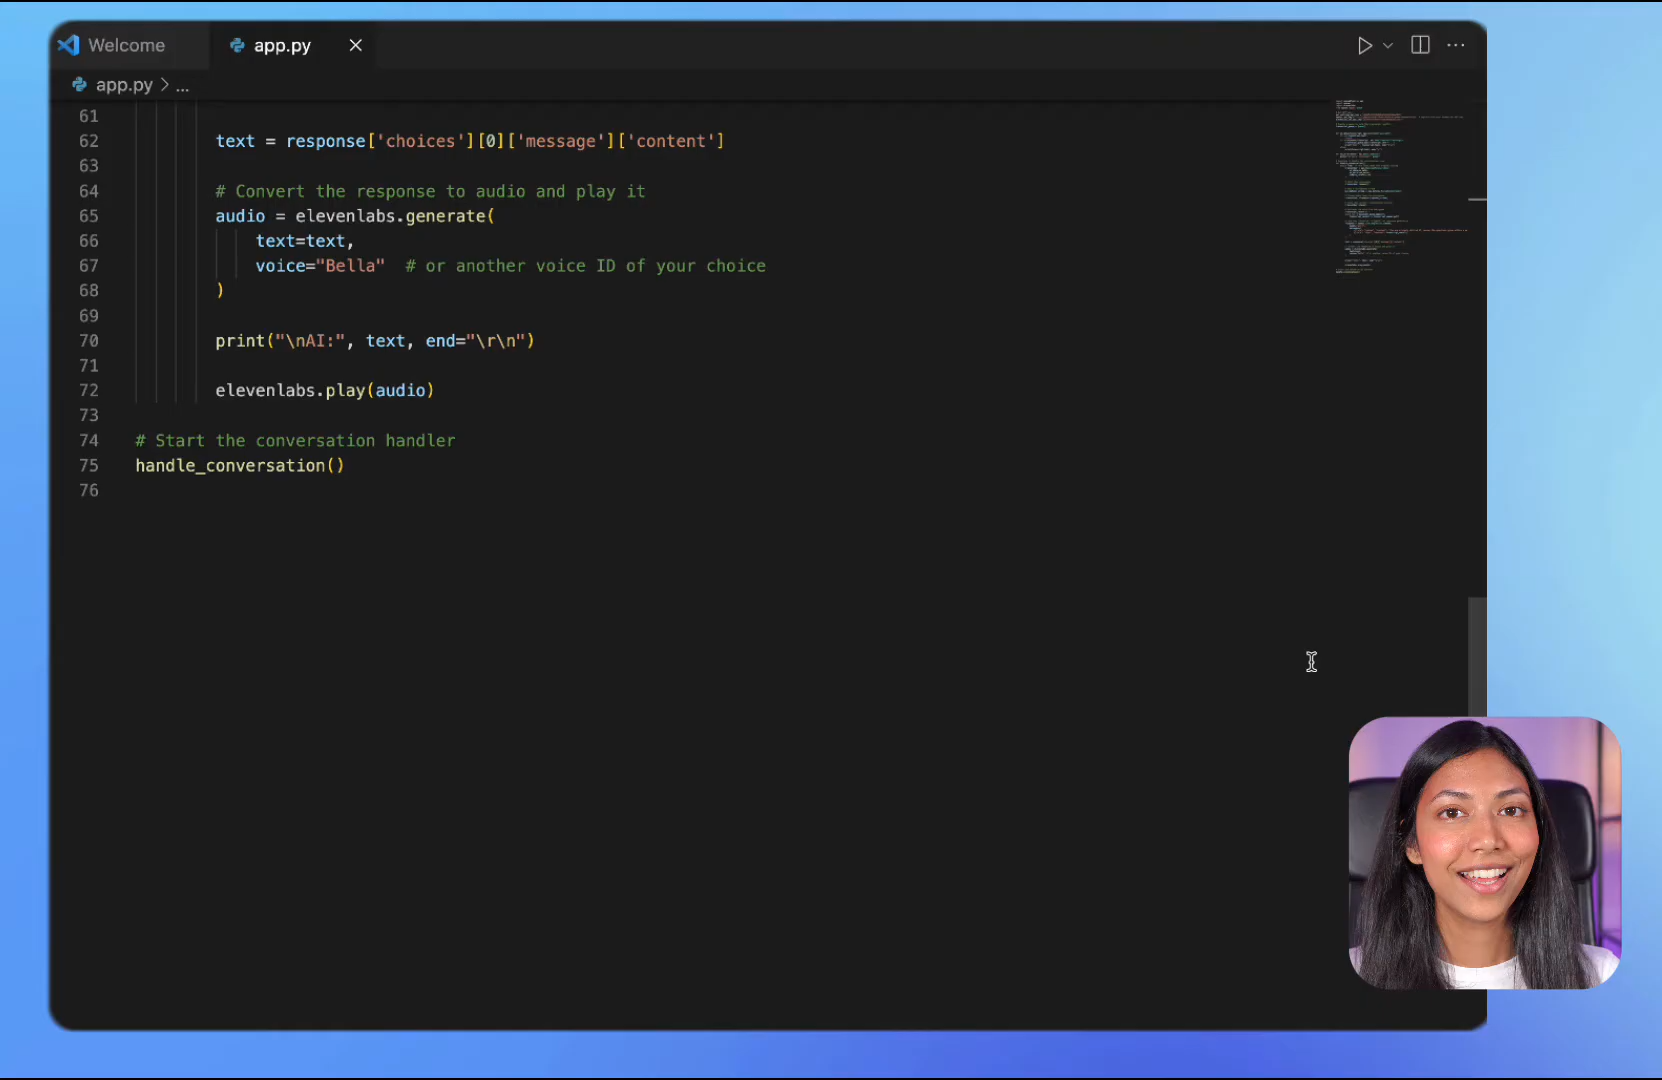 Welcome
app.py
app.py > ...
61
62 text = response['choices'][0]['message']['content']
63
64 # Convert the response to audio and play it
65 audio = elevenlabs.generate(
66 text=text,
67 voice="Bella"  # or another voice ID of your choice
68 )
69
70 print("\nAI:", text, end="\r\n")
71
72 elevenlabs.play(audio)
73
74 # Start the conversation handler
75 handle_conversation()
76